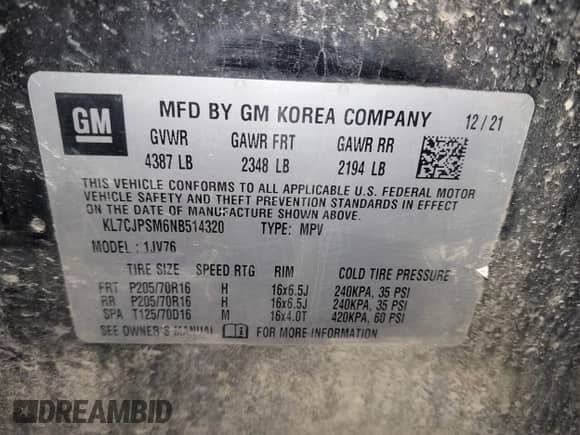 GM
MFD BY GM KOREA COMPANY 12/21
GVWR GAWR FRT GAWR RR
4387 LB 2348 LB 2194 LB
THIS VEHICLE CONFORMS TO ALL APPLICABLE U.S. FEDERAL MOTOR
VEHICLE SAFETY AND THEFT PREVENTION STANDARDS IN EFFECT
ON THE DATE OF MANUFACTURE SHOWN ABOVE.
KL7CJPSM6NB514320 TYPE: MPV
MODEL: 1JV76
TIRE SIZE SPEED RTG RIM COLD TIRE PRESSURE
FRT P205/70R16 H 16x6.5J 240KPA, 35 PSI
RR P205/70R16 H 16x6.5J 240KPA, 35 PSI
SPA T125/70D16 M 16x4.0T 420KPA, 60 PSI
SEE OWNER'S MANUAL FOR MORE INFORMATION
DREAMBID